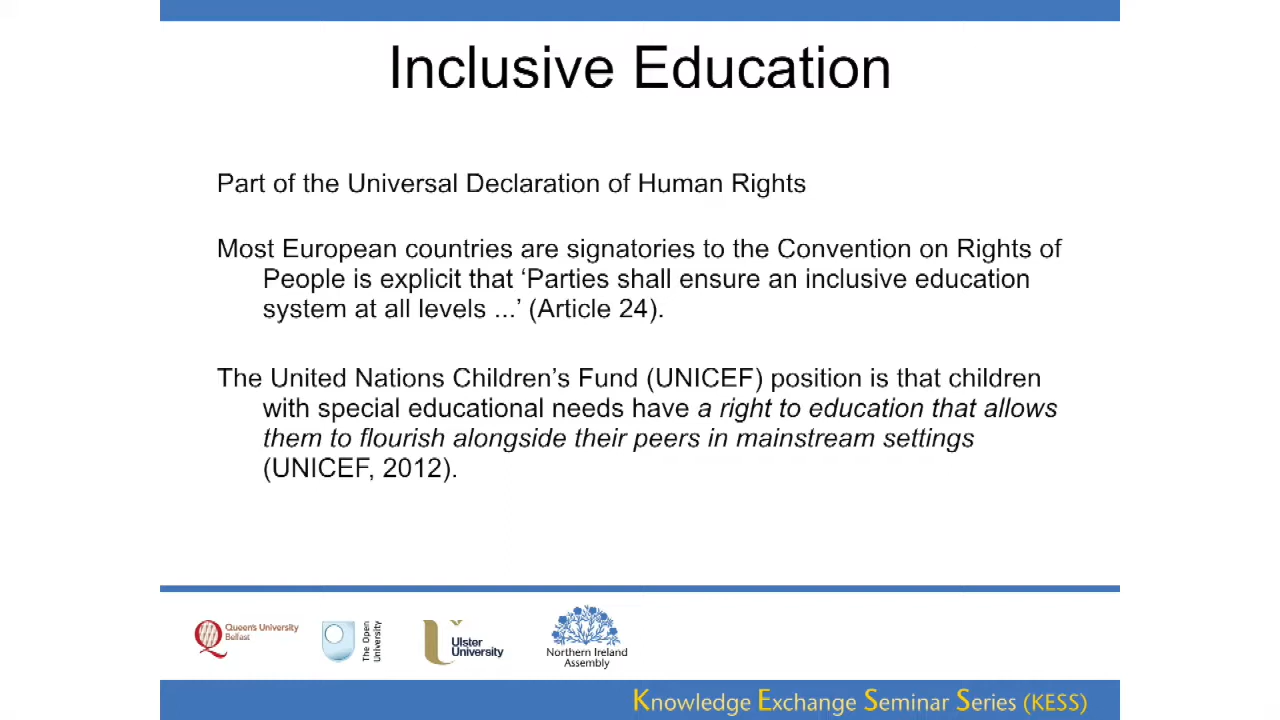 Inclusive Education
Part of the Universal Declaration of Human Rights
Most European countries are signatories to the Convention on Rights of
People is explicit that ‘Parties shall ensure an inclusive education
system at all levels ...’ (Article 24).
The United Nations Children’s Fund (UNICEF) position is that children
with special educational needs have a right to education that allows
them to flourish alongside their peers in mainstream settings
(UNICEF, 2012).
Queen's University
Belfast
The Open
University
Ulster
University
Northern Ireland
Assembly
Knowledge Exchange Seminar Series (KESS)